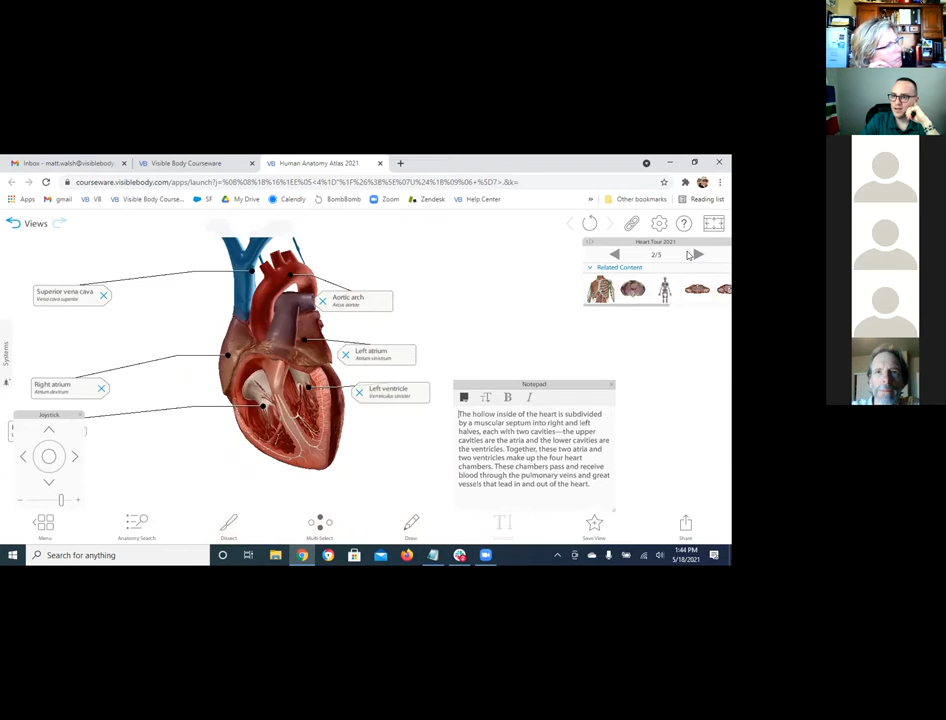 Inbox - matt.walsh@visiblebody
VB Visible Body Courseware
VB Human Anatomy Atlas 2021
courseware.visiblebody.com/apps/launch?
Apps
gmail
VB
Visible Body Course...
SF
My Drive
Calendly
BombBomb
Zoom
Zendesk
Help Center
»
Other bookmarks
Reading list
Views
Heart Tour 2021
2/5
Related Content
Superior vena cava
Vena cava superior
Aortic arch
Arcus aortae
Left atrium
Atrium sinistrum
Right atrium
Atrium dextrum
Left ventricle
Ventriculus sinister
Systems
Joystick
Notepad
B I
The hollow inside of the heart is subdivided
by a muscular septum into right and left
halves, each with two cavities—the upper
cavities are the atria and the lower cavities are
the ventricles. Together, these two atria and
two ventricles make up the four heart
chambers. These chambers pass and receive
blood through the pulmonary veins and great
vessels that lead in and out of the heart.
Menu
Anatomy Search
Dissect
Multi-Select
Draw
TI
Save View
Share
Search for anything
1:44 PM
5/18/2021